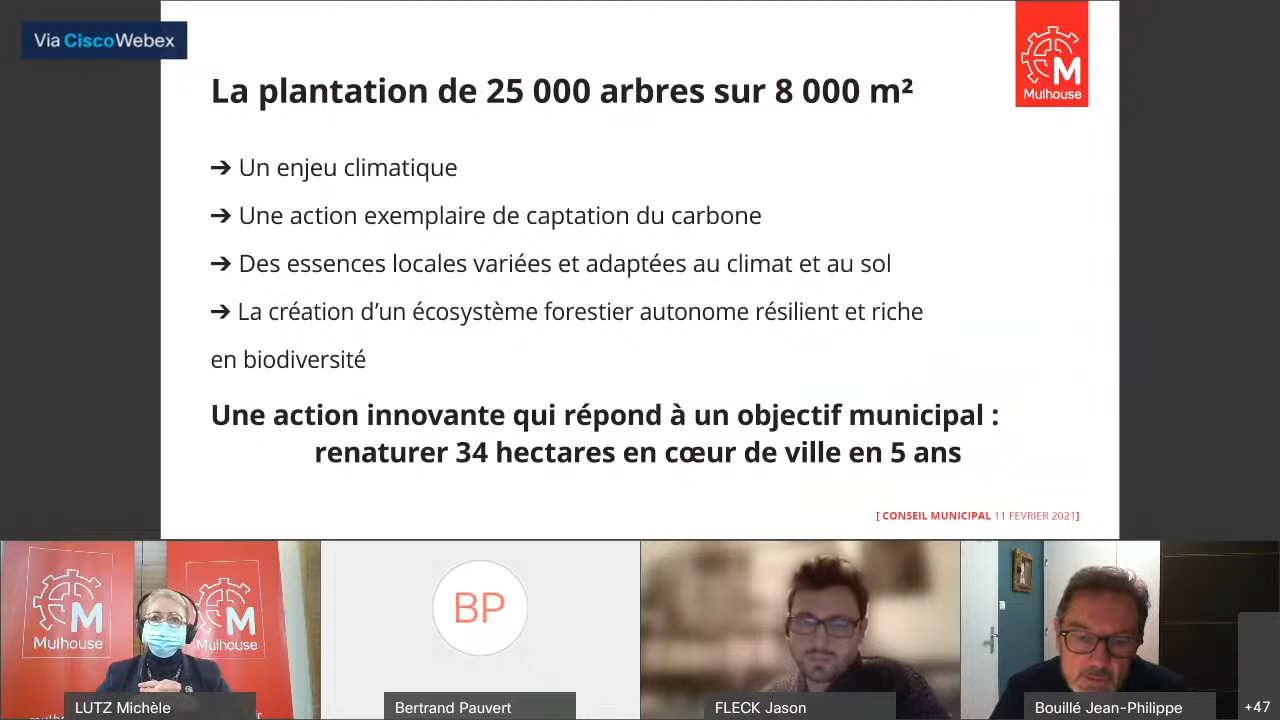 Via Cisco Webex
La plantation de 25 000 arbres sur 8 000 m²
M
Mulhouse
➔ Un enjeu climatique
➔ Une action exemplaire de captation du carbone
➔ Des essences locales variées et adaptées au climat et au sol
➔ La création d’un écosystème forestier autonome résilient et riche
en biodiversité
Une action innovante qui répond à un objectif municipal :
renaturer 34 hectares en cœur de ville en 5 ans
[ CONSEIL MUNICIPAL 11 FEVRIER 2021]
M
Mulhouse
M
Mulhouse
BP
LUTZ Michèle
Bertrand Pauvert
FLECK Jason
Bouillé Jean-Philippe
+47